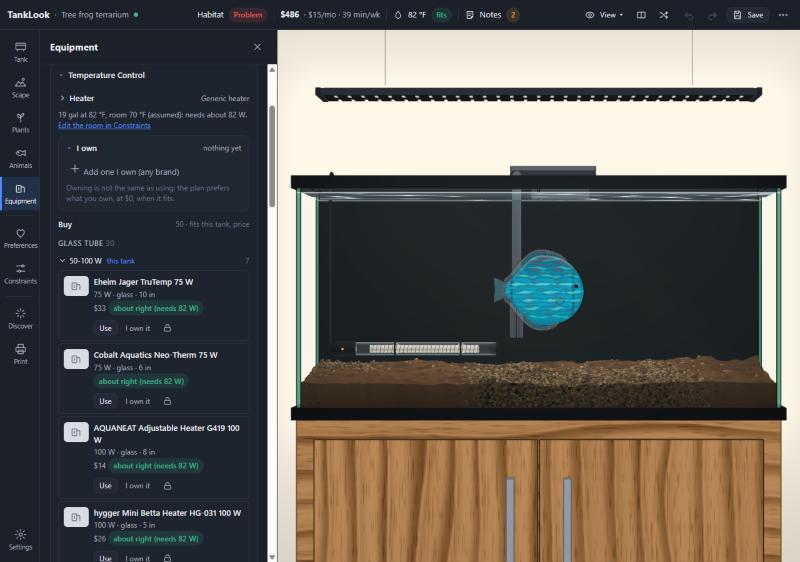 TankLook · Tree frog terrarium
Habitat Problem $486 · $15/mo · 39 min/wk 82 °F fits Notes 2
View Save
Tank
Scape
Plants
Animals
Equipment
Preferences
Constraints
Discover
Print
Settings
Equipment
Temperature Control
Heater Generic heater
19 gal at 82 °F, room 70 °F (assumed): needs about 82 W.
Edit the room in Constraints
I own nothing yet
Add one I own (any brand)
Owning is not the same as using: the plan prefers
what you own, at $0, when it fits.
Buy 50 · fits this tank, price
GLASS TUBE 30
50-100 W this tank 7
Eheim Jager TruTemp 75 W
75 W · glass · 10 in
$33 about right (needs 82 W)
Use I own it
Cobalt Aquatics Neo-Therm 75 W
75 W · glass · 6 in
about right (needs 82 W)
Use I own it
AQUANEAT Adjustable Heater G419 100
W
100 W · glass · 8 in
$14 about right (needs 82 W)
Use I own it
hygger Mini Betta Heater HG-031 100 W
100 W · glass · 5 in
$26 about right (needs 82 W)
Use I own it